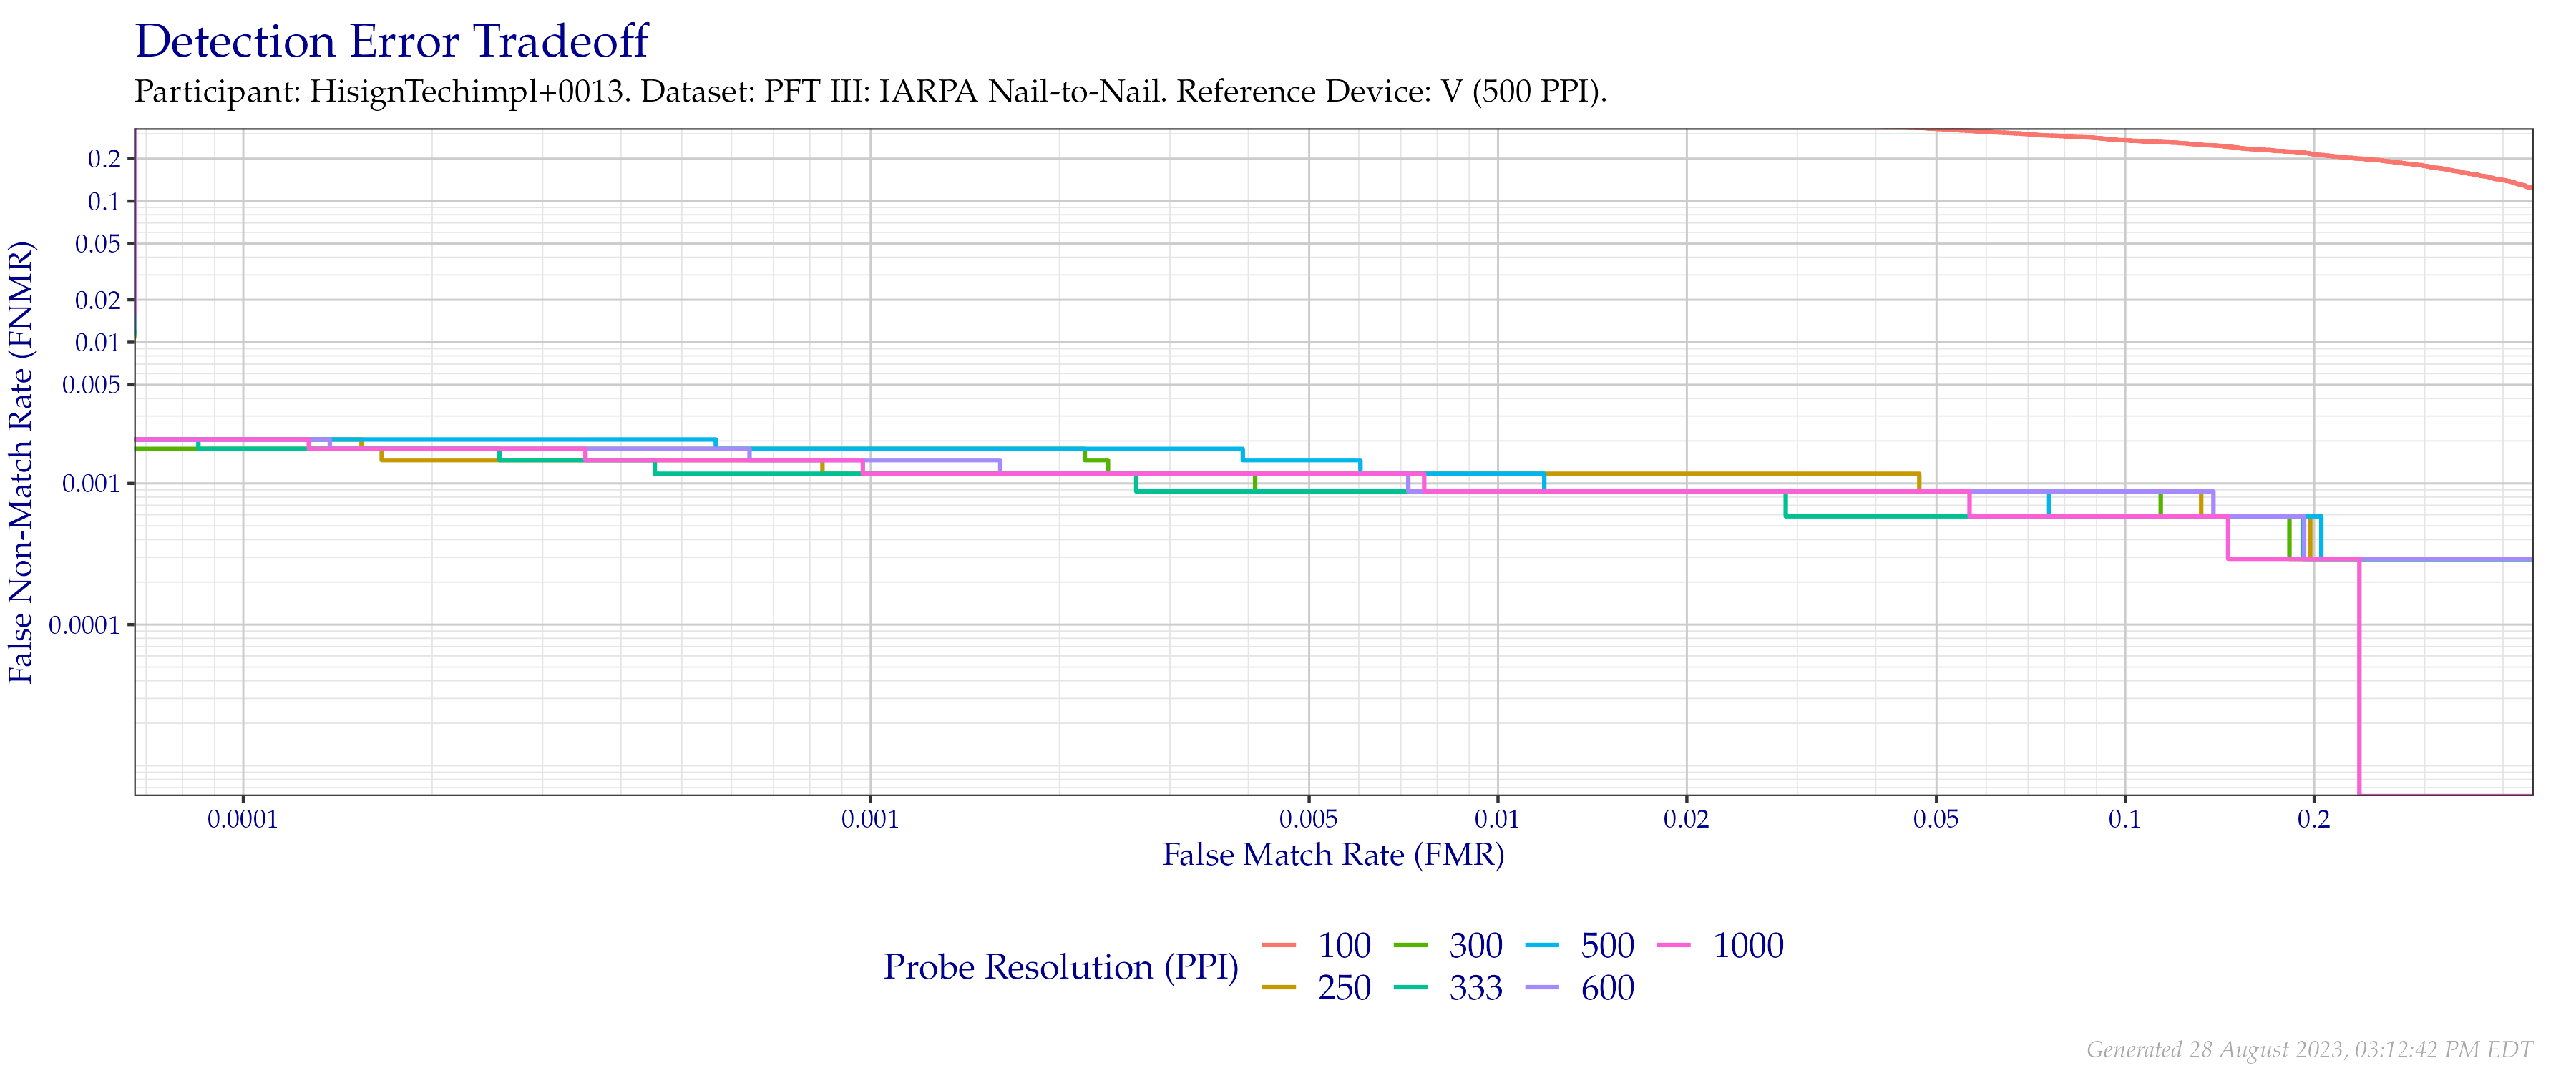 Detection Error Tradeoff
Participant: HisignTechimpl+0013. Dataset: PFT III: IARPA Nail-to-Nail. Reference Device: V (500 PPI).
False Non-Match Rate (FNMR)
0.2
0.1
0.05
0.02
0.01
0.005
0.001
0.0001
0.0001 0.001 0.005 0.01 0.02 0.05 0.1 0.2
False Match Rate (FMR)
Probe Resolution (PPI)
100 300 500 1000
250 333 600
Generated 28 August 2023, 03:12:42 PM EDT